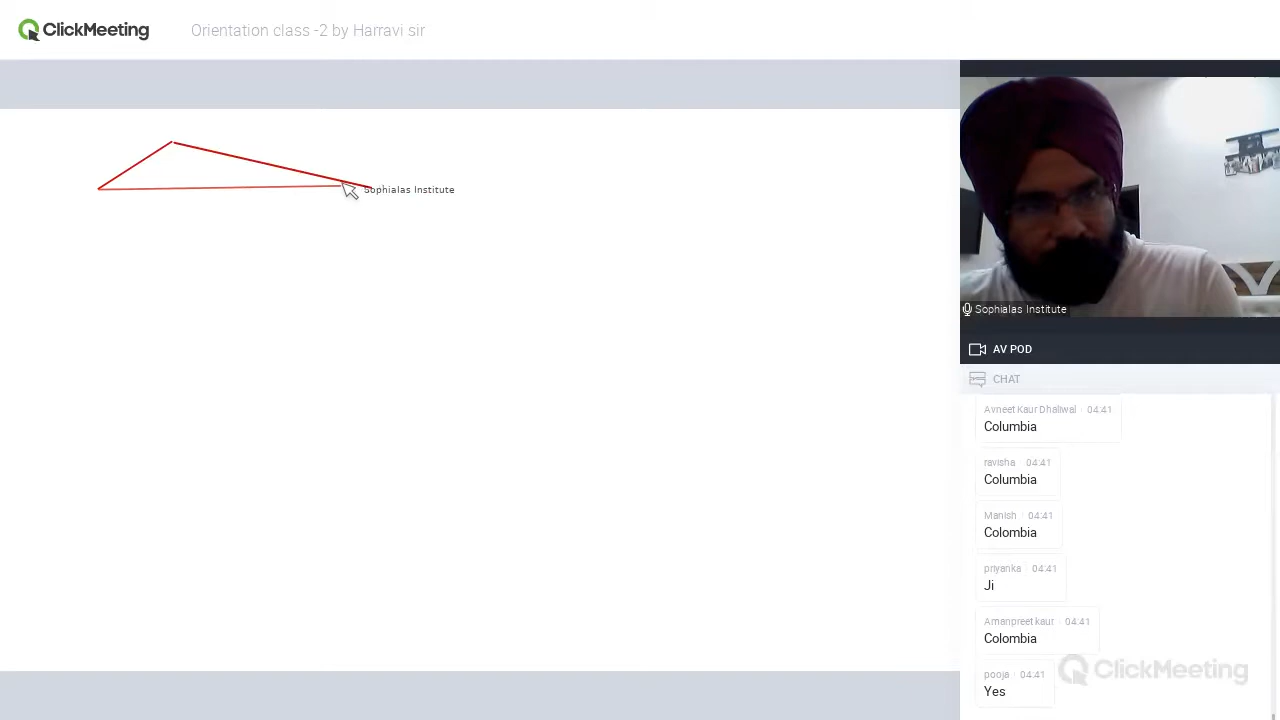 ClickMeeting
Orientation class -2 by Harravi sir
Sophialas Institute
Sophialas Institute
AV POD
CHAT
Avneet Kaur Dhaliwal · 04:41
Columbia
ravisha · 04:41
Columbia
Manish · 04:41
Colombia
priyanka · 04:41
Ji
Amanpreet kaur · 04:41
Colombia
pooja · 04:41
Yes
ClickMeeting